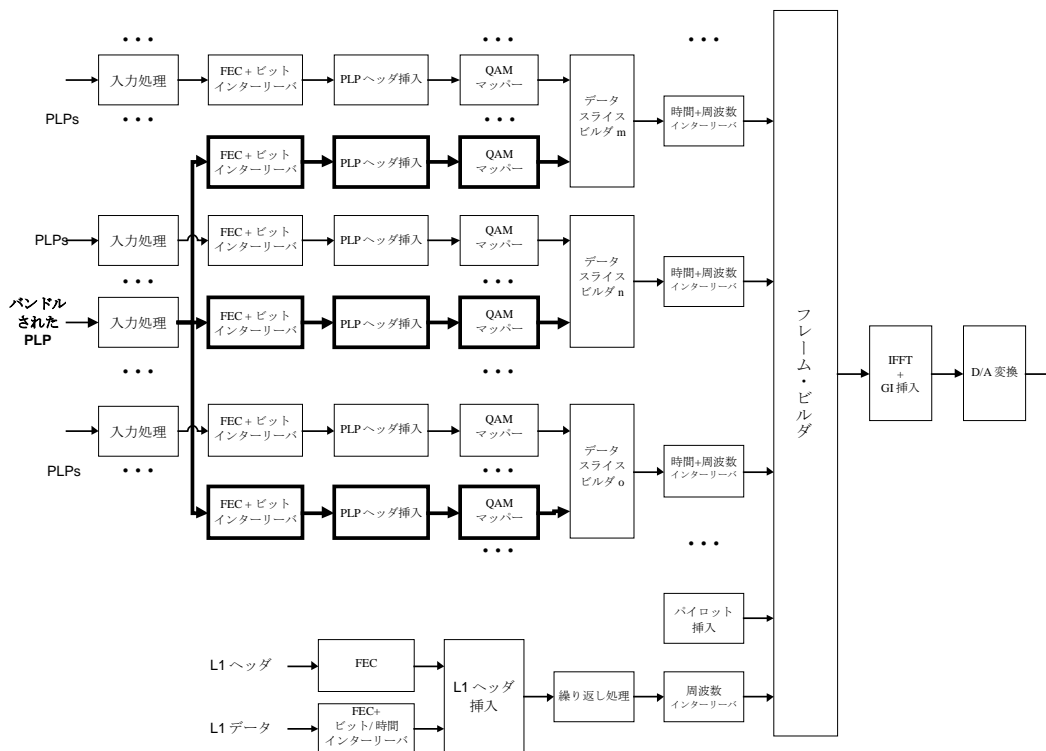 • • •
• • •
• • •
入力処理
FEC + ビット
インターリーバ
PLP ヘッダ挿入
QAM
マッパー
データ
スライス
ビルダ m
時間+周波数
インターリーバ
PLPs
• • •
• • •
FEC + ビット
インターリーバ
PLP ヘッダ挿入
QAM
マッパー
PLPs
入力処理
FEC + ビット
インターリーバ
PLP ヘッダ挿入
QAM
マッパー
データ
スライス
ビルダ n
時間+周波数
インターリーバ
• • •
• • •
バンドル
された
PLP
入力処理
FEC + ビット
インターリーバ
PLP ヘッダ挿入
QAM
マッパー
• • •
• • •
入力処理
FEC + ビット
インターリーバ
PLP ヘッダ挿入
QAM
マッパー
データ
スライス
ビルダ o
時間+周波数
インターリーバ
PLPs
• • •
• • •
FEC + ビット
インターリーバ
PLP ヘッダ挿入
QAM
マッパー
• • •
• • •
フレーム・ビルダ
IFFT
+
GI 挿入
D/A 変換
パイロット
挿入
L1 ヘッダ
FEC
L1 ヘッダ
挿入
繰り返し処理
周波数
インターリーバ
L1 データ
FEC+
ビット/ 時間
インターリーバ